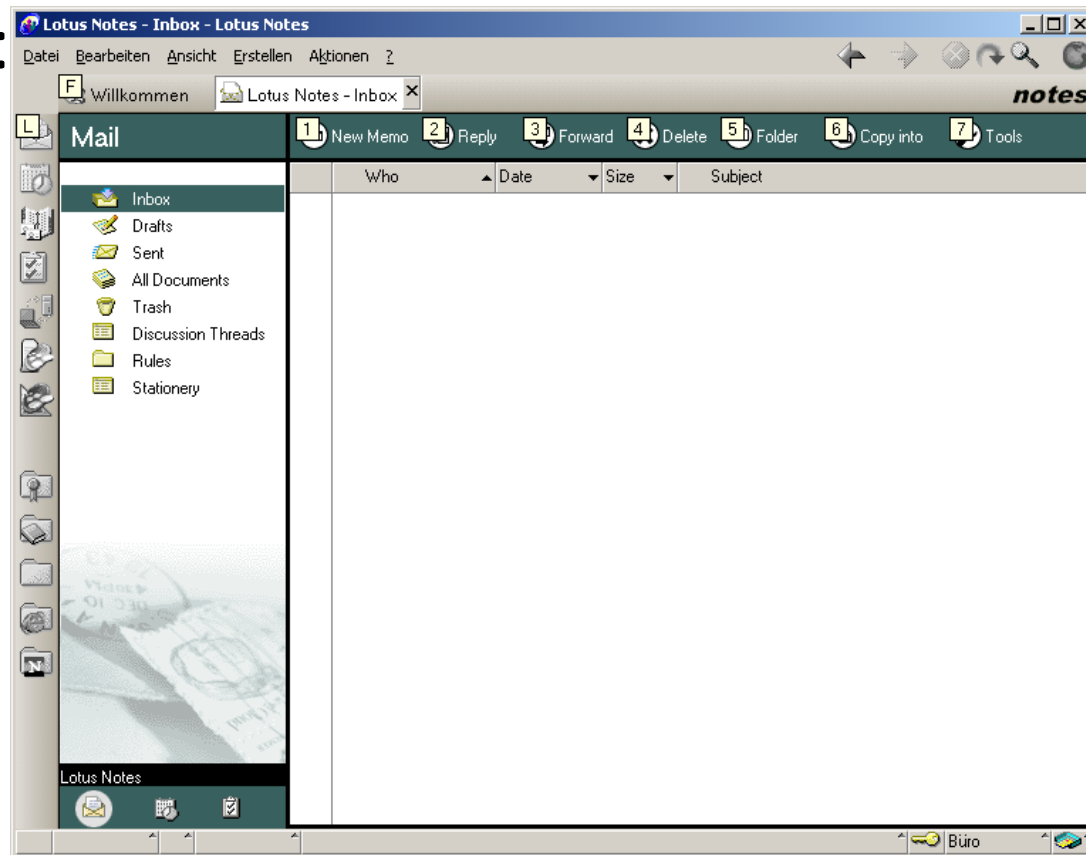 Lotus Notes - Inbox - Lotus Notes
Datei Bearbeiten Ansicht Erstellen Aktionen ?
F Willkommen Lotus Notes - Inbox notes
L Mail 1 New Memo 2 Reply 3 Forward 4 Delete 5 Folder 6 Copy into 7 Tools
Who Date Size Subject
Inbox
Drafts
Sent
All Documents
Trash
Discussion Threads
Rules
Stationery
N
Lotus Notes
Büro